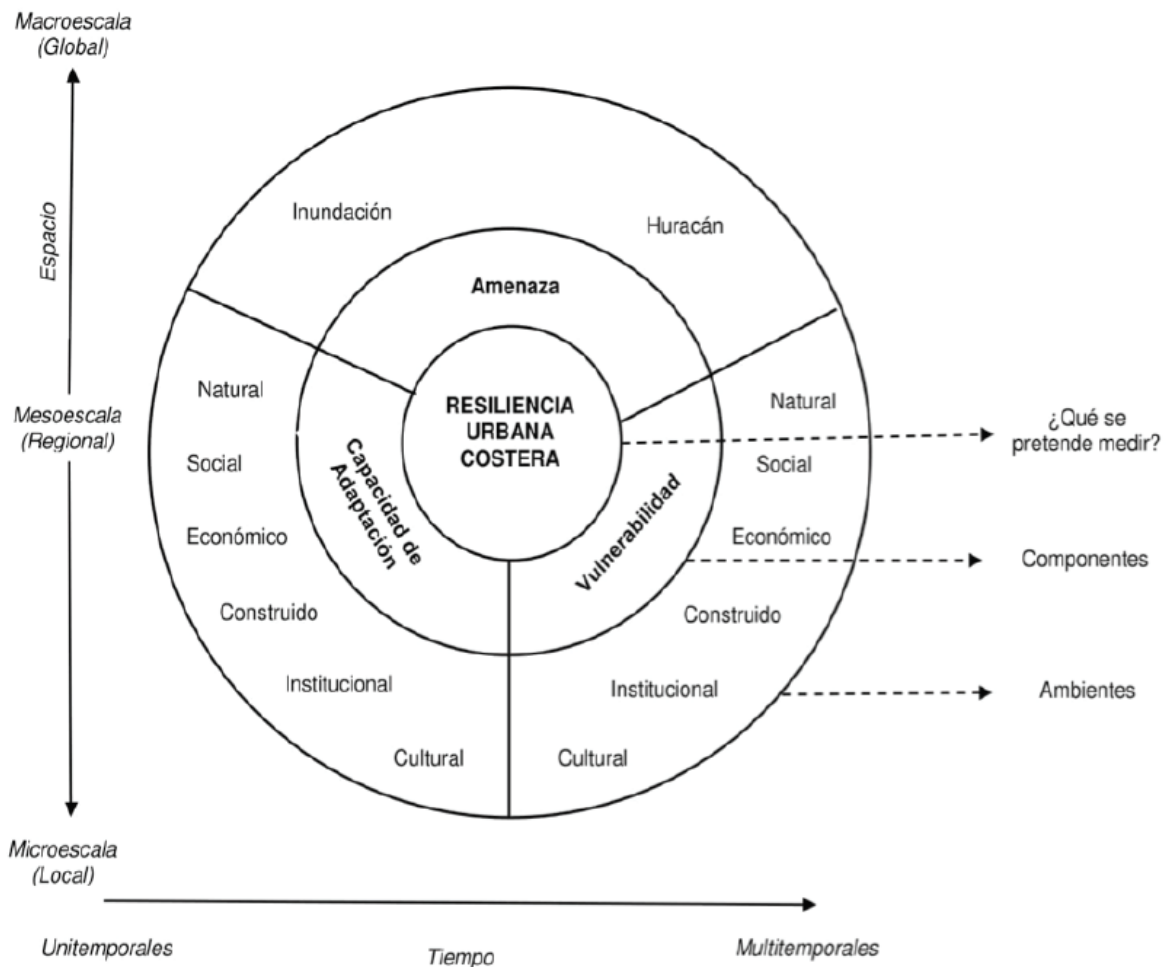 Macroescala
(Global)
Espacio
Mesoescala
(Regional)
Microescala
(Local)
Inundación
Huracán
Amenaza
RESILIENCIA
URBANA
COSTERA
Capacidad de
Adaptación
Vulnerabilidad
Natural
Social
Económico
Construido
Institucional
Cultural
Natural
Social
Económico
Construido
Institucional
Cultural
¿Qué se
pretende medir?
Componentes
Ambientes
Unitemporales
Tiempo
Multitemporales